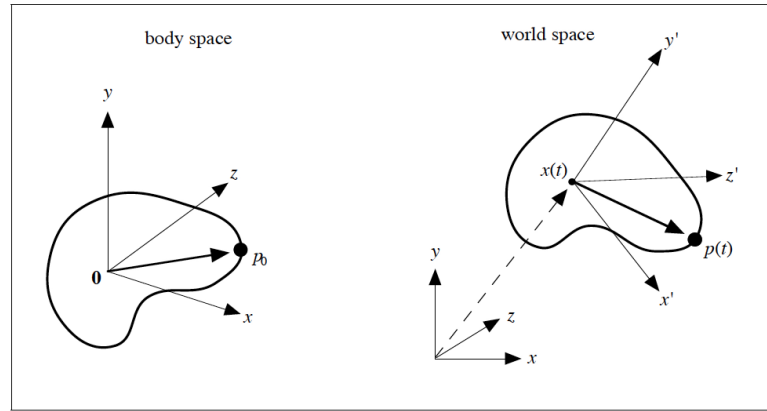 body space
y
z
0
p0
x
world space
y'
x(t)
z'
p(t)
x'
y
z
x